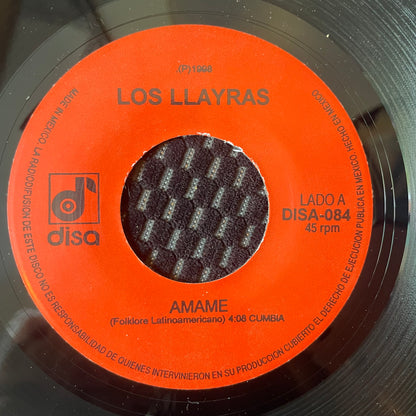 (P)1998
LOS LLAYRAS
disa
LADO A
DISA-084
45 rpm
AMAME
(Folklore Latinoamericano) 4:08 CUMBIA
MADE IN MEXICO, LA RADIODIFUSION DE ESTE DISCO NO ES RESPONSABILIDAD DE QUIENES INTERVINIERON EN SU PRODUCCION CUBIERTO EL DERECHO DE EJECUCION PUBLICA EN MEXICO, HECHO EN MEXICO